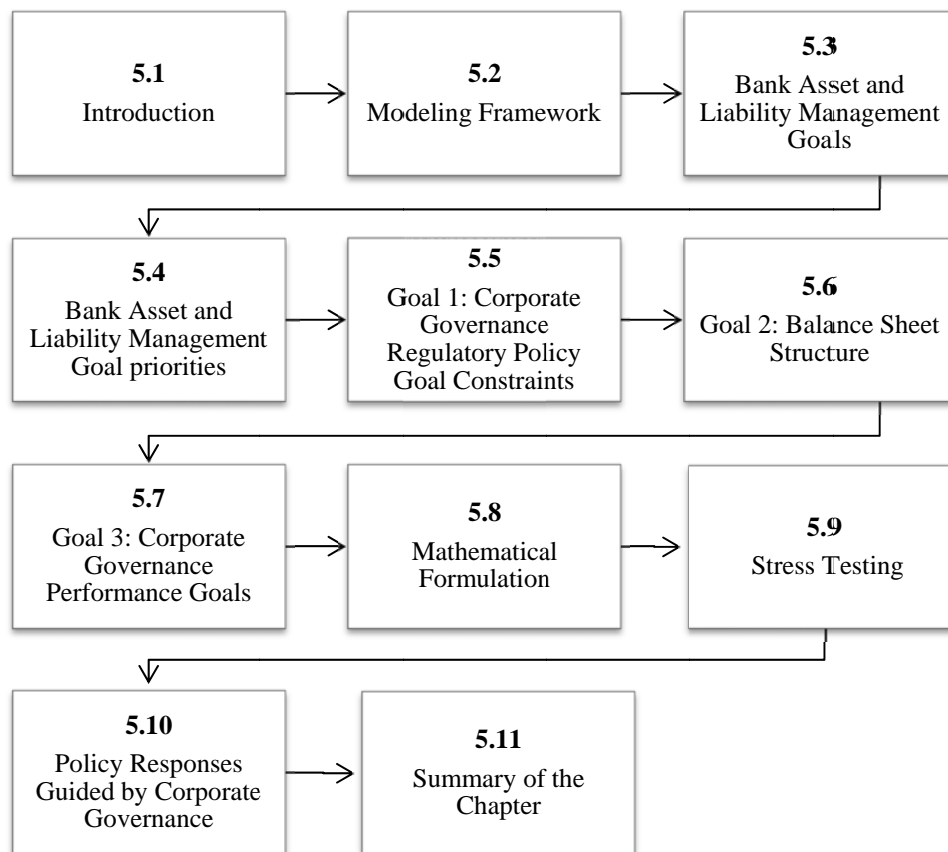 5.1
Introduction
5.2
Modeling Framework
5.3
Bank Asset and
Liability Management
Goals
5.4
Bank Asset and
Liability Management
Goal priorities
5.5
Goal 1: Corporate
Governance
Regulatory Policy
Goal Constraints
5.6
Goal 2: Balance Sheet
Structure
5.7
Goal 3: Corporate
Governance
Performance Goals
5.8
Mathematical
Formulation
5.9
Stress Testing
5.10
Policy Responses
Guided by Corporate
Governance
5.11
Summary of the
Chapter